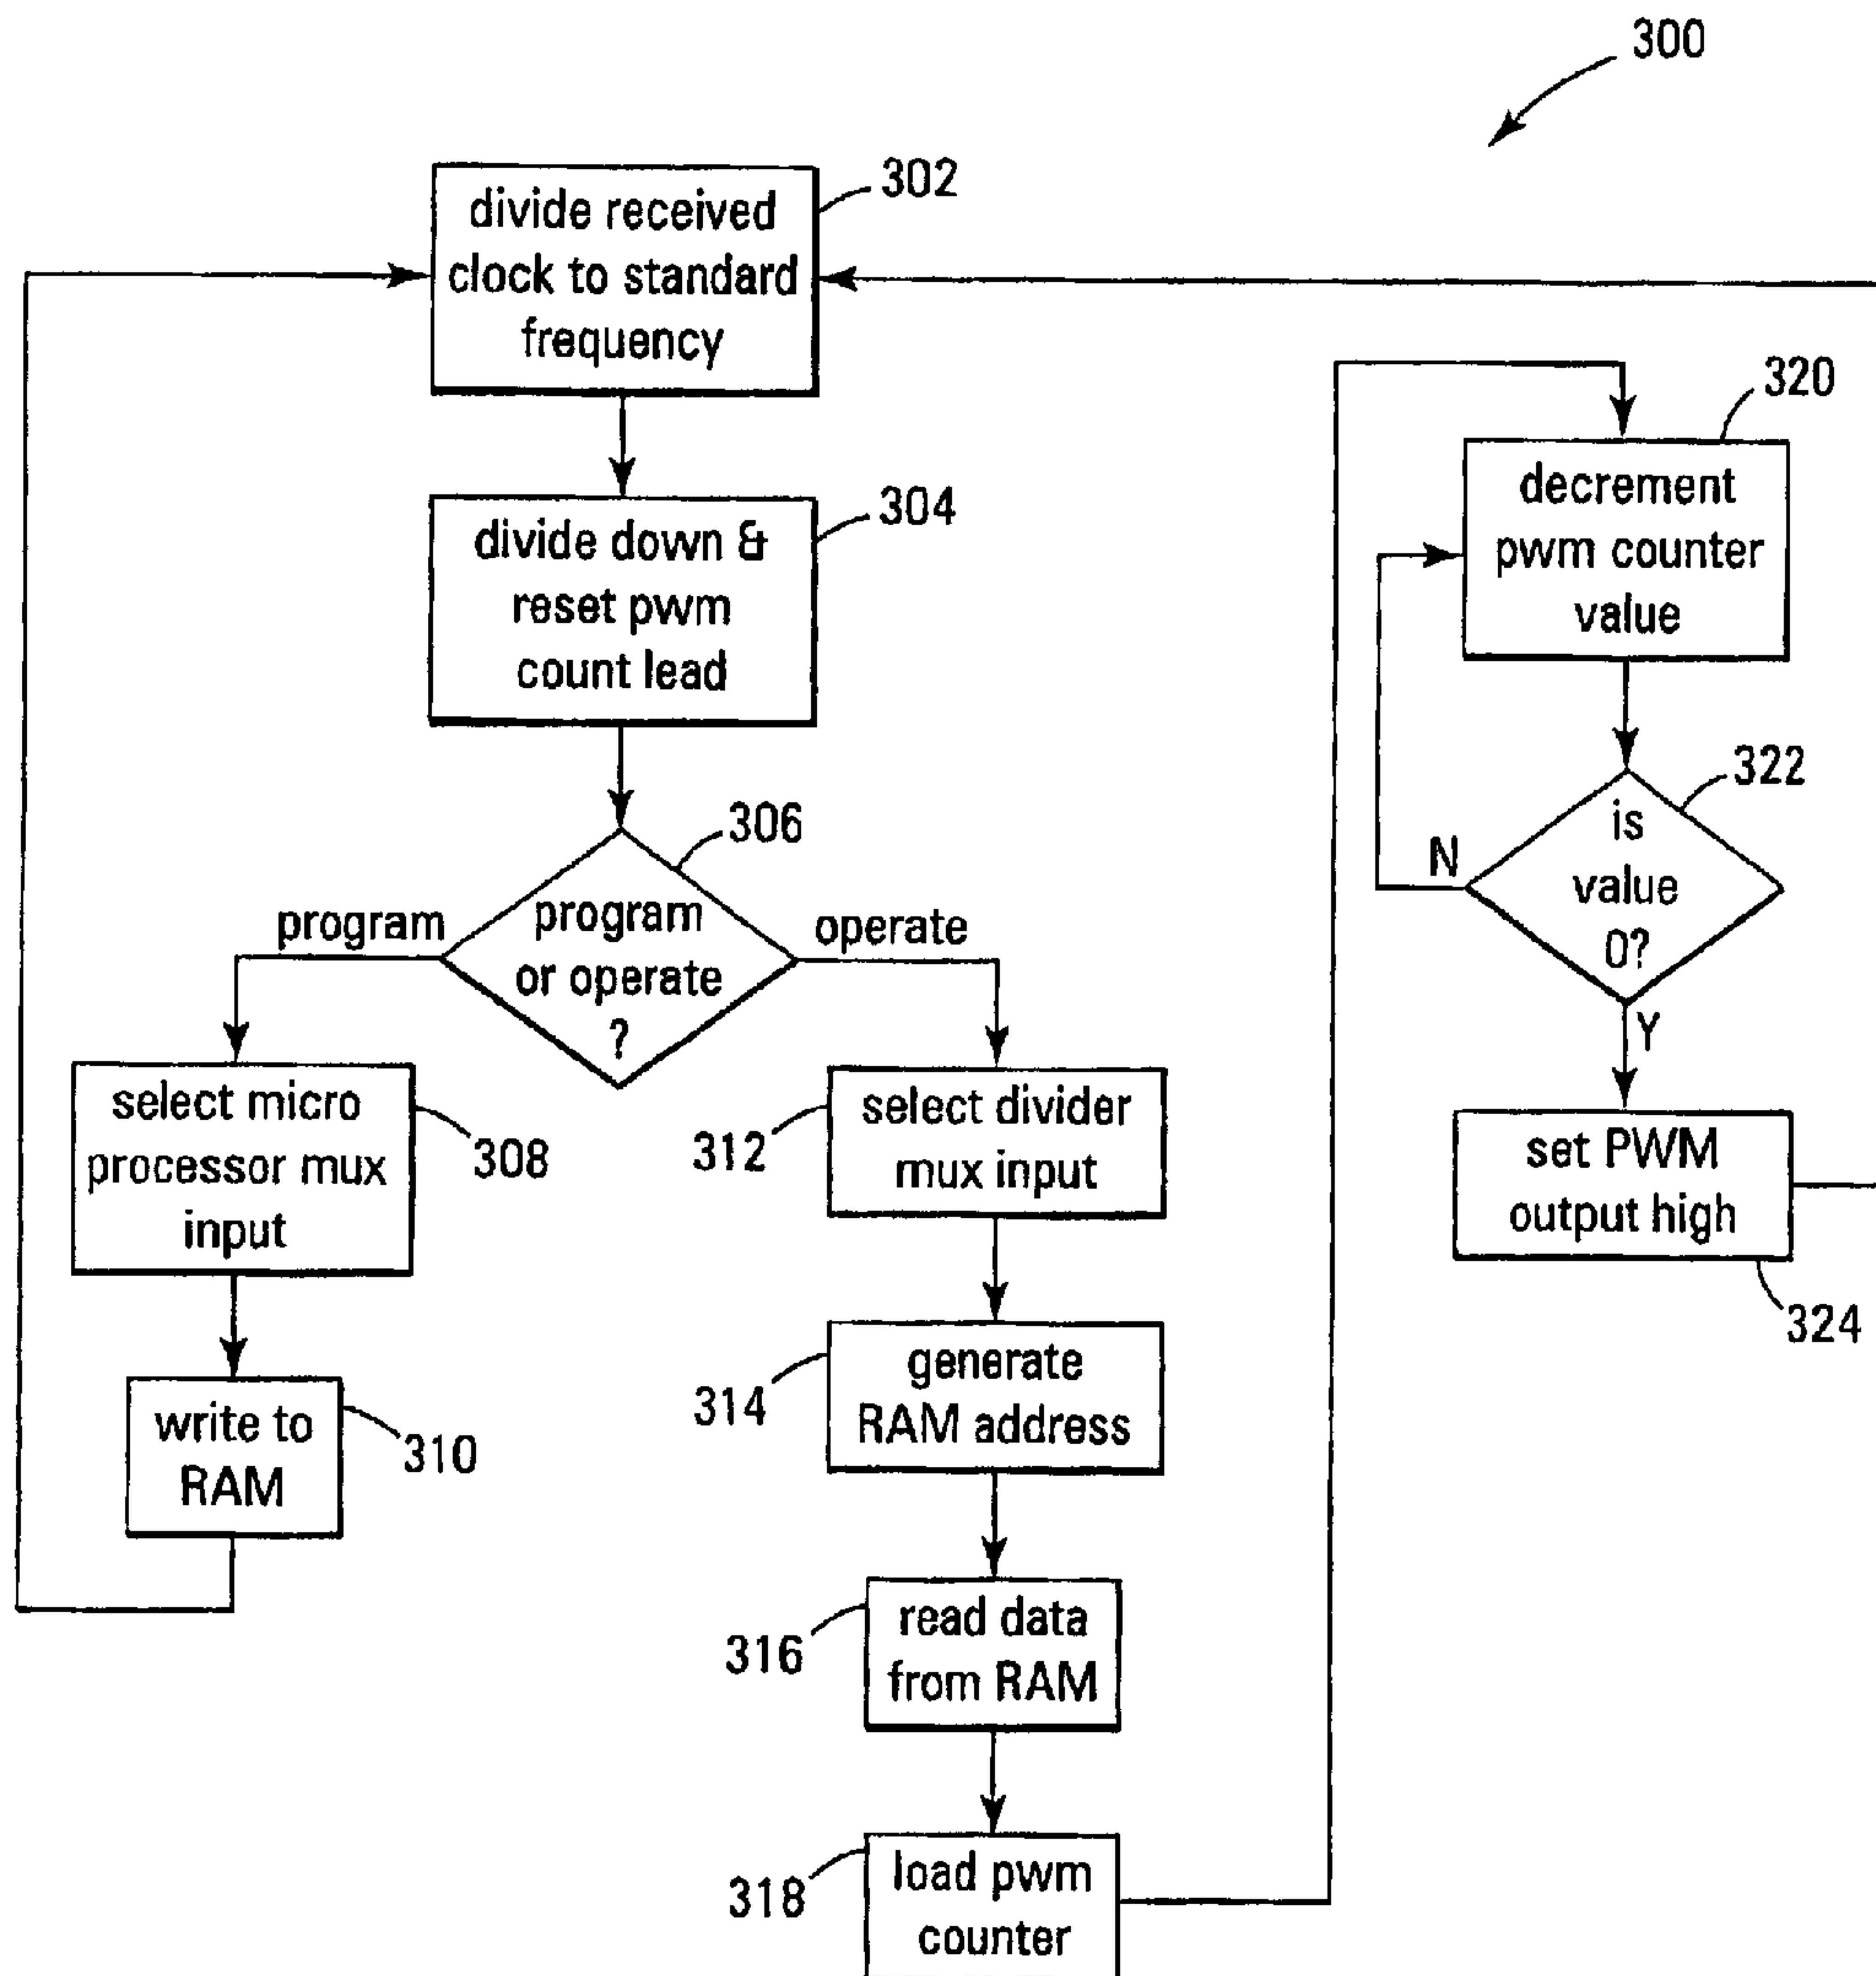 300
302
divide received
clock to standard
frequency
304
divide down &
reset pwm
count lead
306
program
or operate
?
program
operate
select micro
processor mux
input
308
write to
RAM
310
312
select divider
mux input
314
generate
RAM address
316
read data
from RAM
318
load pwm
counter
320
decrement
pwm counter
value
322
is
value
0?
N
Y
set PWM
output high
324